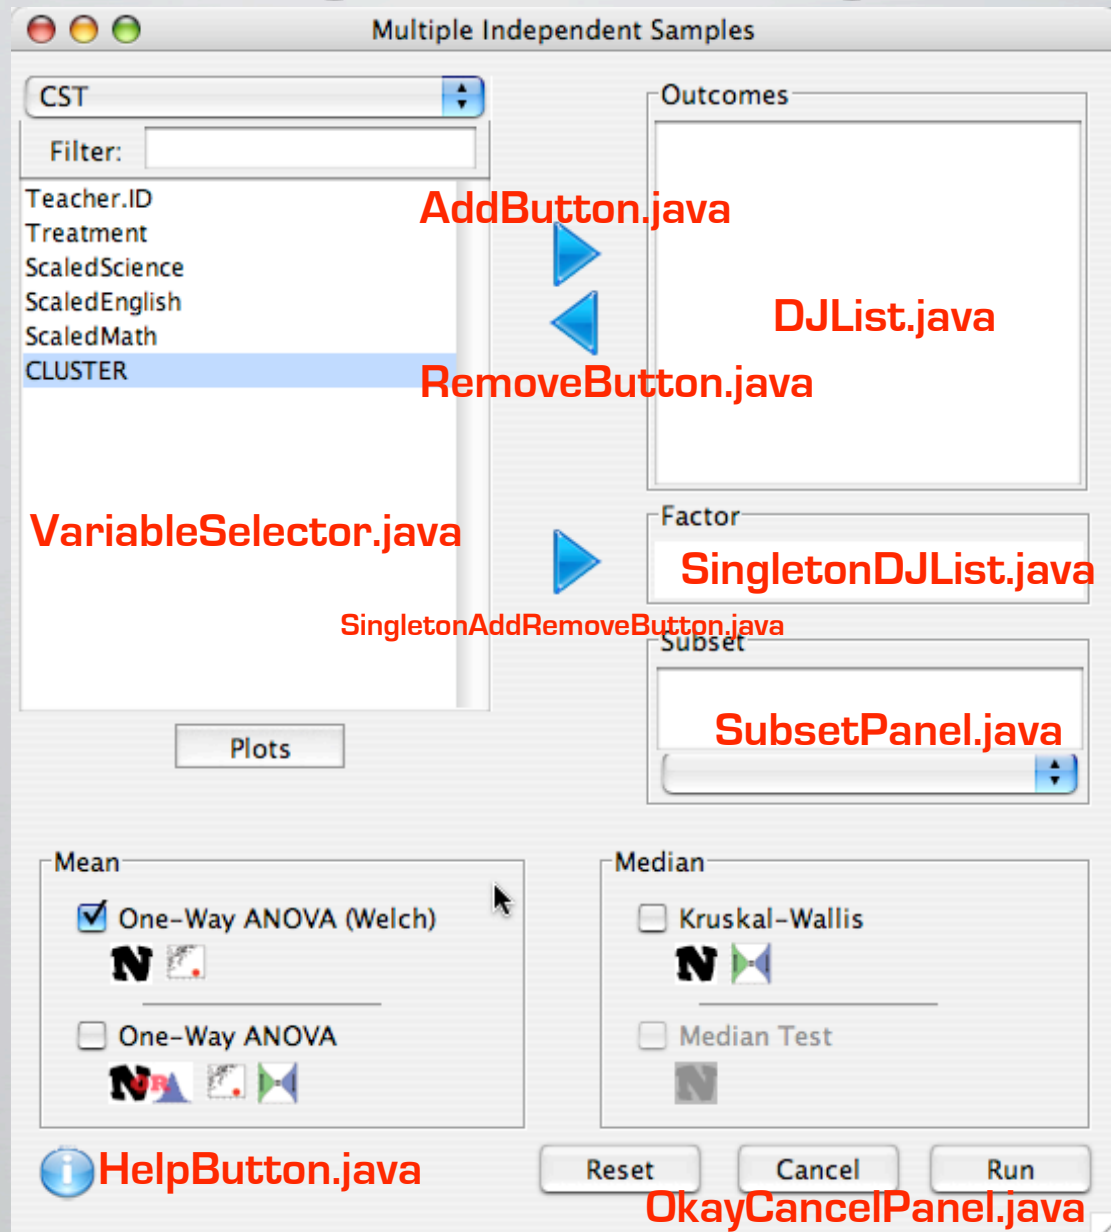 Multiple Independent Samples
CST
Filter:
Teacher.ID
Treatment
ScaledScience
ScaledEnglish
ScaledMath
CLUSTER
VariableSelector.java
Plots
AddButton.java
RemoveButton.java
SingletonAddRemoveButton.java
Outcomes
DJList.java
Factor
SingletonDJList.java
Subset
SubsetPanel.java
Mean
One-Way ANOVA (Welch)
N
One-Way ANOVA
N OR
Median
Kruskal-Wallis
N
Median Test
N
i HelpButton.java
Reset Cancel Run
OkayCancelPanel.java